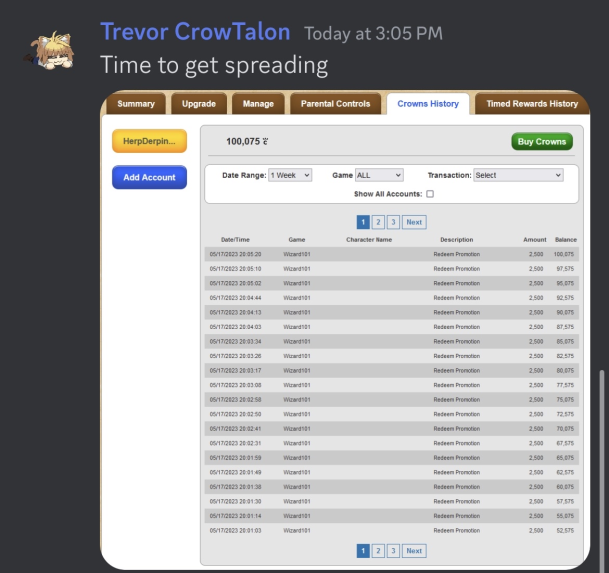 Trevor CrowTalon Today at 3:05 PM
Time to get spreading
Summary Upgrade Manage Parental Controls Crowns History Timed Rewards History
HerpDerpin...
Add Account
100,075
Buy Crowns
Date Range: 1 Week Game ALL Transaction: Select
Show All Accounts:
1 2 3 Next
Date/Time Game Character Name Description Amount Balance
05/17/2023 20:05:20 Wizard101 Redeem Promotion 2,500 100,075
05/17/2023 20:05:10 Wizard101 Redeem Promotion 2,500 97,575
05/17/2023 20:05:02 Wizard101 Redeem Promotion 2,500 95,075
05/17/2023 20:04:44 Wizard101 Redeem Promotion 2,500 92,575
05/17/2023 20:04:13 Wizard101 Redeem Promotion 2,500 90,075
05/17/2023 20:04:03 Wizard101 Redeem Promotion 2,500 87,575
05/17/2023 20:03:34 Wizard101 Redeem Promotion 2,500 85,075
05/17/2023 20:03:26 Wizard101 Redeem Promotion 2,500 82,575
05/17/2023 20:03:17 Wizard101 Redeem Promotion 2,500 80,075
05/17/2023 20:03:08 Wizard101 Redeem Promotion 2,500 77,575
05/17/2023 20:02:58 Wizard101 Redeem Promotion 2,500 75,075
05/17/2023 20:02:50 Wizard101 Redeem Promotion 2,500 72,575
05/17/2023 20:02:41 Wizard101 Redeem Promotion 2,500 70,075
05/17/2023 20:02:31 Wizard101 Redeem Promotion 2,500 67,575
05/17/2023 20:01:59 Wizard101 Redeem Promotion 2,500 65,075
05/17/2023 20:01:49 Wizard101 Redeem Promotion 2,500 62,575
05/17/2023 20:01:38 Wizard101 Redeem Promotion 2,500 60,075
05/17/2023 20:01:30 Wizard101 Redeem Promotion 2,500 57,575
05/17/2023 20:01:14 Wizard101 Redeem Promotion 2,500 55,075
05/17/2023 20:01:03 Wizard101 Redeem Promotion 2,500 52,575
1 2 3 Next